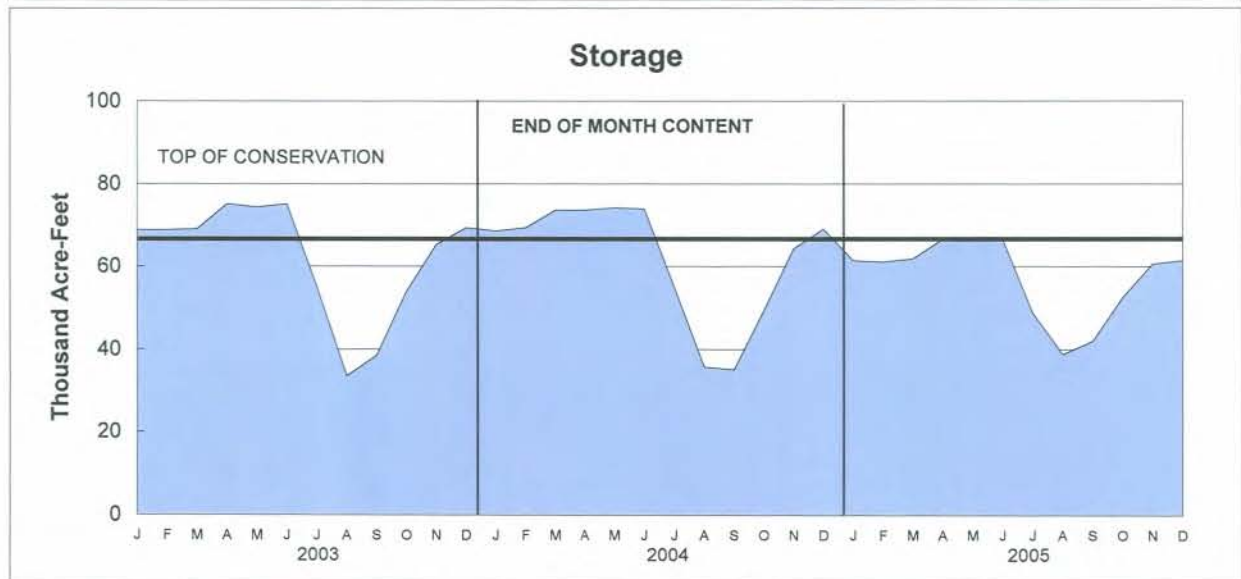 Storage
Thousand Acre-Feet
100
80
60
40
20
0
END OF MONTH CONTENT
TOP OF CONSERVATION
J F M A M J J A S O N D J F M A M J J A S O N D J F M A M J J A S O N D
2003 2004 2005